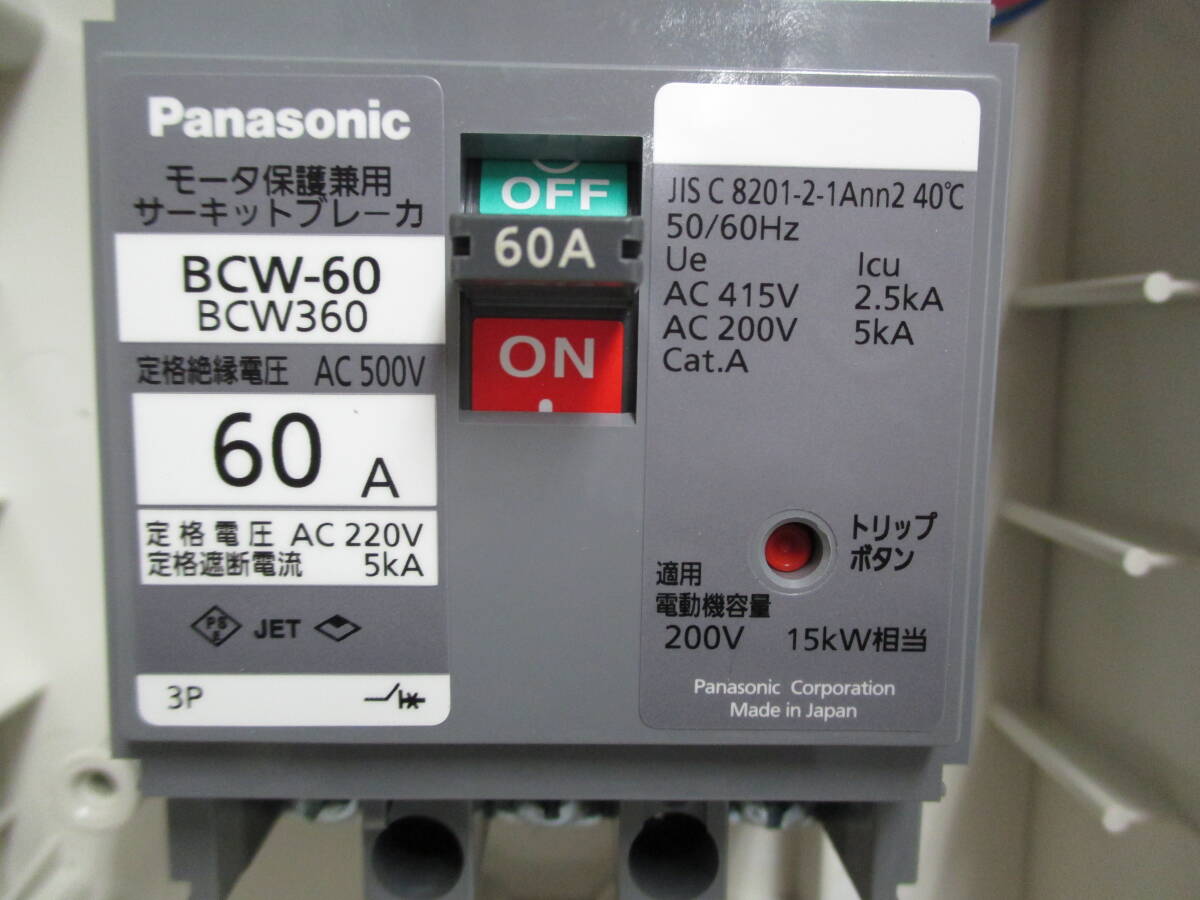 Panasonic
モータ保護兼用
サーキットブレーカ
BCW-60
BCW360
定格絶縁電圧 AC 500V
60 A
定格電圧 AC 220V
定格遮断電流 5kA
PS E JET
3P
OFF
60A
ON
JIS C 8201-2-1Ann2 40℃
50/60Hz
Ue Icu
AC 415V 2.5kA
AC 200V 5kA
Cat.A
トリップ
ボタン
適用
電動機容量
200V 15kW相当
Panasonic Corporation
Made in Japan